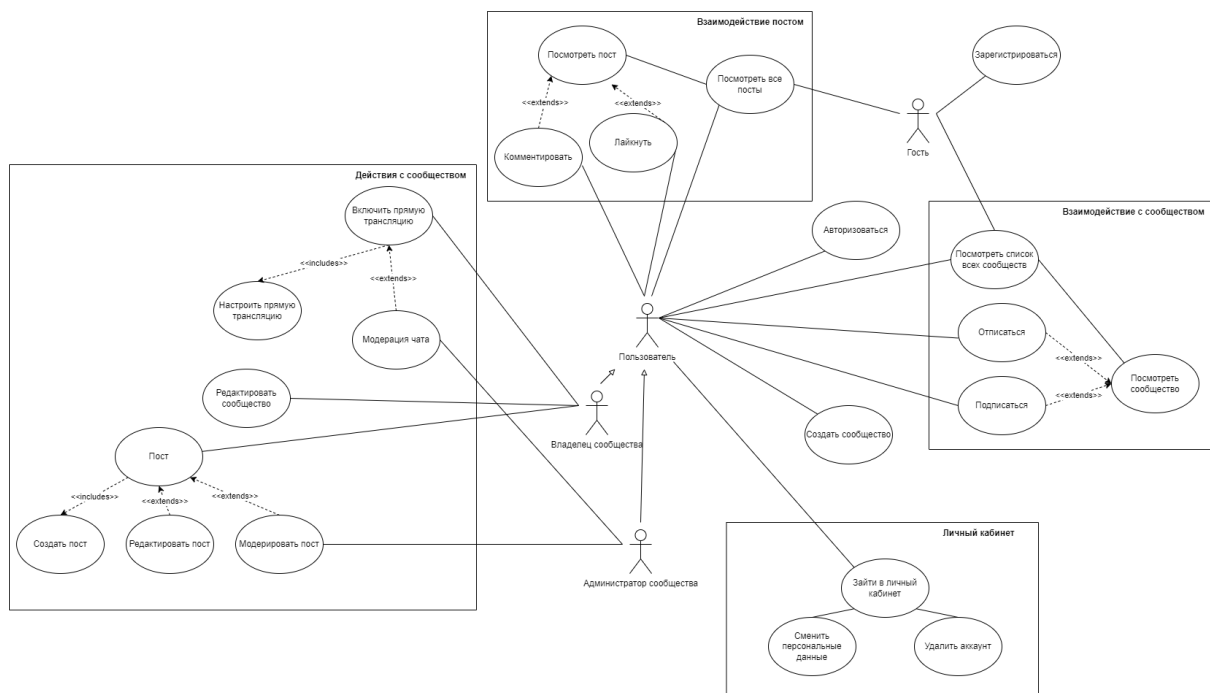 Взаимодействие постом
Посмотреть пост
Посмотреть все
посты
<<extends>>
<<extends>>
Комментировать
Лайкнуть
Зарегистрироваться
Гость
Действия с сообществом
Включить прямую
трансляцию
<<includes>>
<<extends>>
Настроить прямую
трансляцию
Модерация чата
Редактировать
сообщество
Пост
<<includes>>
<<extends>>
<<extends>>
Создать пост
Редактировать пост
Модерировать пост
Авторизоваться
Пользователь
Владелец сообщества
Создать сообщество
Администратор сообщества
Взаимодействие с сообществом
Посмотреть список
всех сообществ
Отписаться
<<extends>>
Посмотреть
сообщество
Подписаться
<<extends>>
Личный кабинет
Зайти в личный
кабинет
Сменить
персональные
данные
Удалить аккаунт